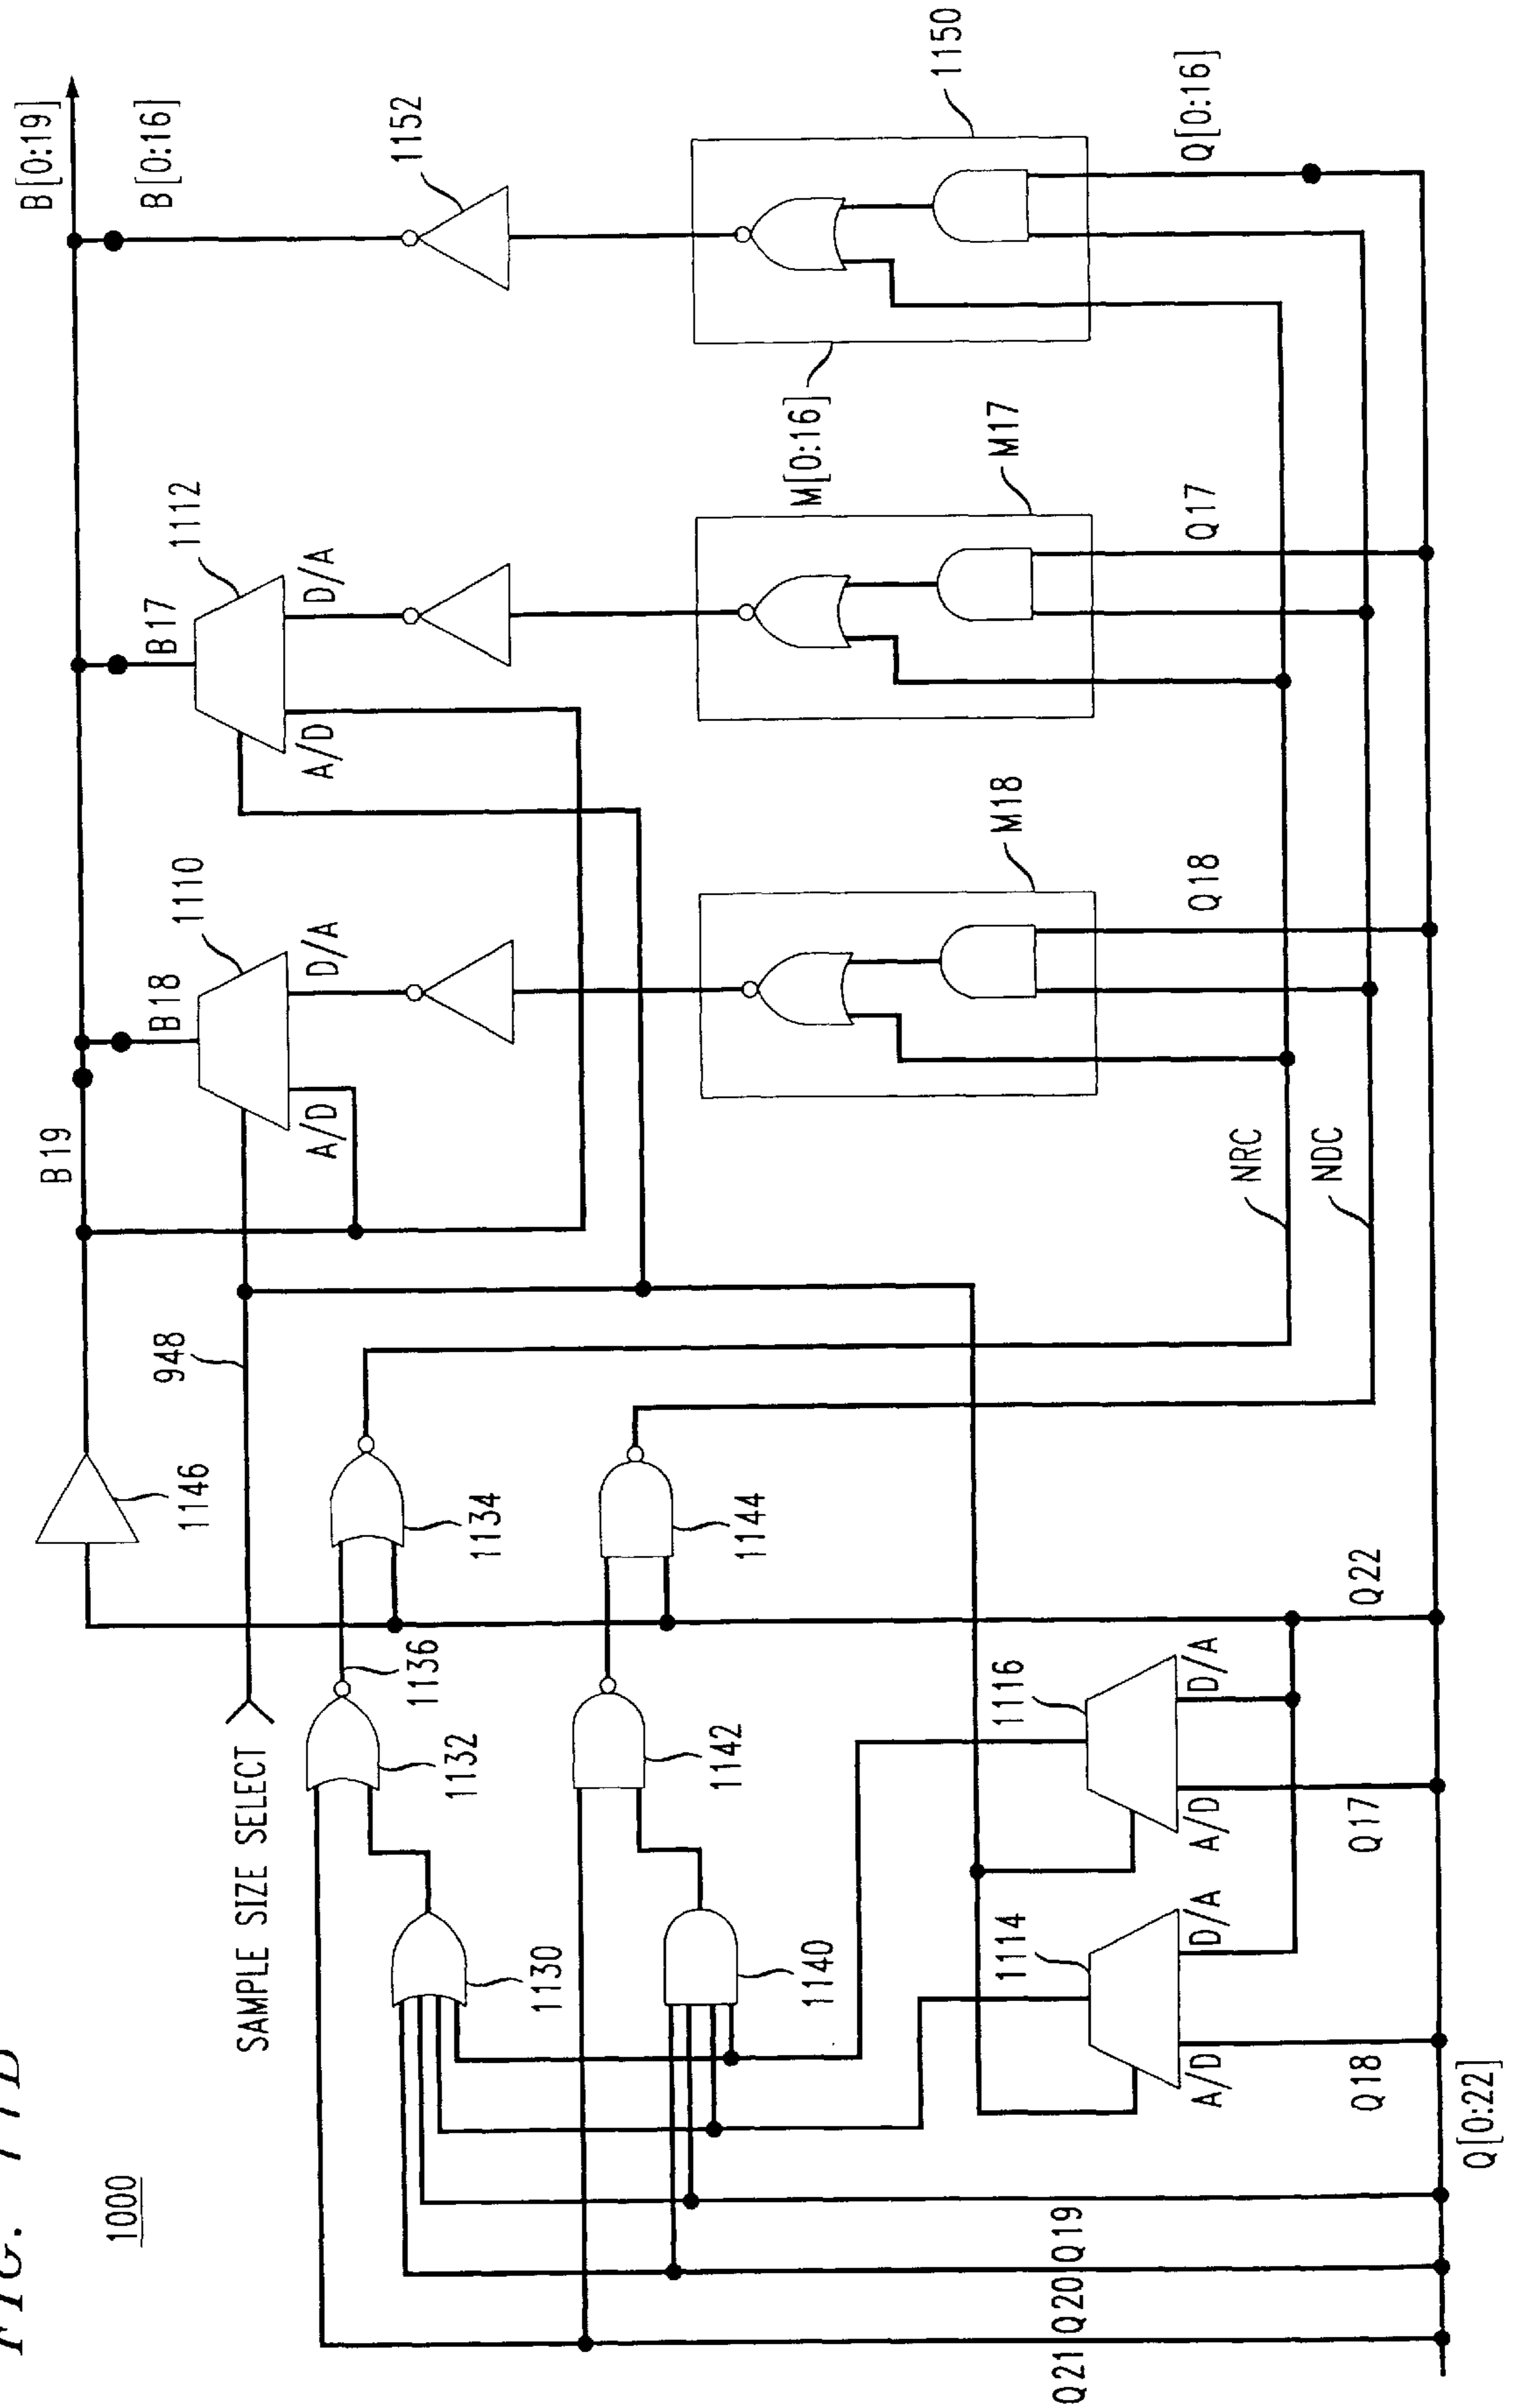 1000
SAMPLE SIZE SELECT
948
B19
B[0:19]
B[0:16]
1146
1110
B18
A/D
D/A
1112
B17
A/D
D/A
1152
1132
1136
1134
1130
1142
1144
1140
M18
M17
M[0:16]
1150
1114
A/D
D/A
1116
A/D
D/A
NRC
NDC
Q18
Q17
Q[0:16]
Q21
Q20
Q19
Q18
Q17
Q22
Q[0:22]